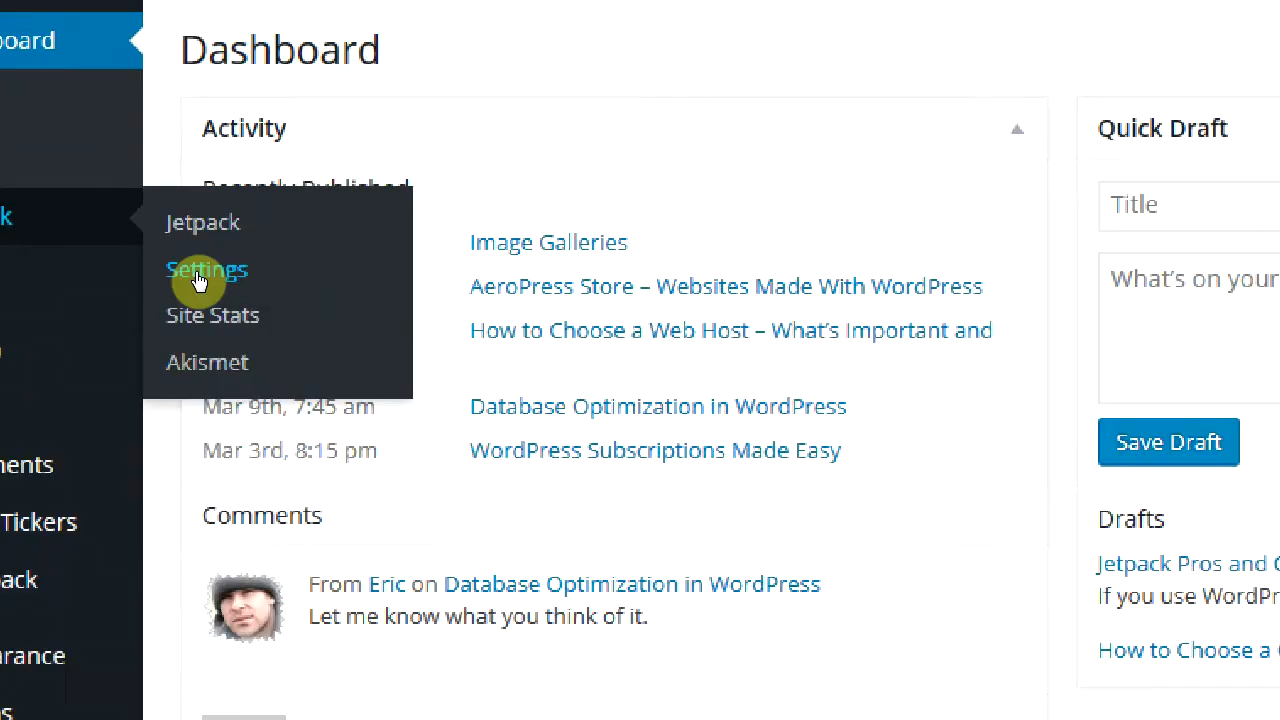 board
Dashboard
Activity
Quick Draft
Recently Published
k
Jetpack
Title
Image Galleries
Settings
What's on your
AeroPress Store – Websites Made With WordPress
Site Stats
How to Choose a Web Host – What's Important and
Akismet
Mar 9th, 7:45 am
Database Optimization in WordPress
Mar 3rd, 8:15 pm
WordPress Subscriptions Made Easy
Save Draft
ments
Comments
Drafts
Tickers
Jetpack Pros and
If you use WordPr
ack
From Eric on Database Optimization in WordPress
Let me know what you think of it.
How to Choose a
arance